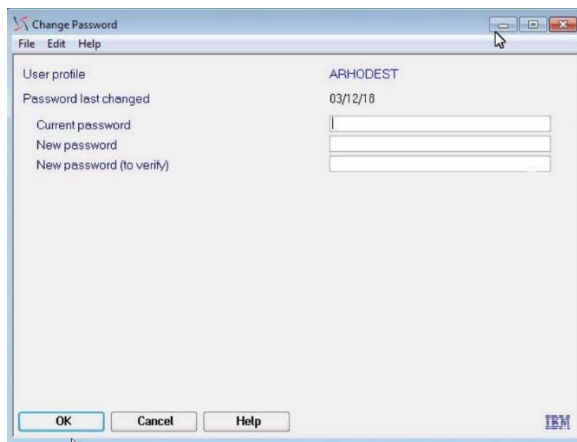 Change Password
File Edit Help
User profile ARHODEST
Password last changed 03/12/18
Current password
New password
New password (to verify)
OK Cancel Help IBM